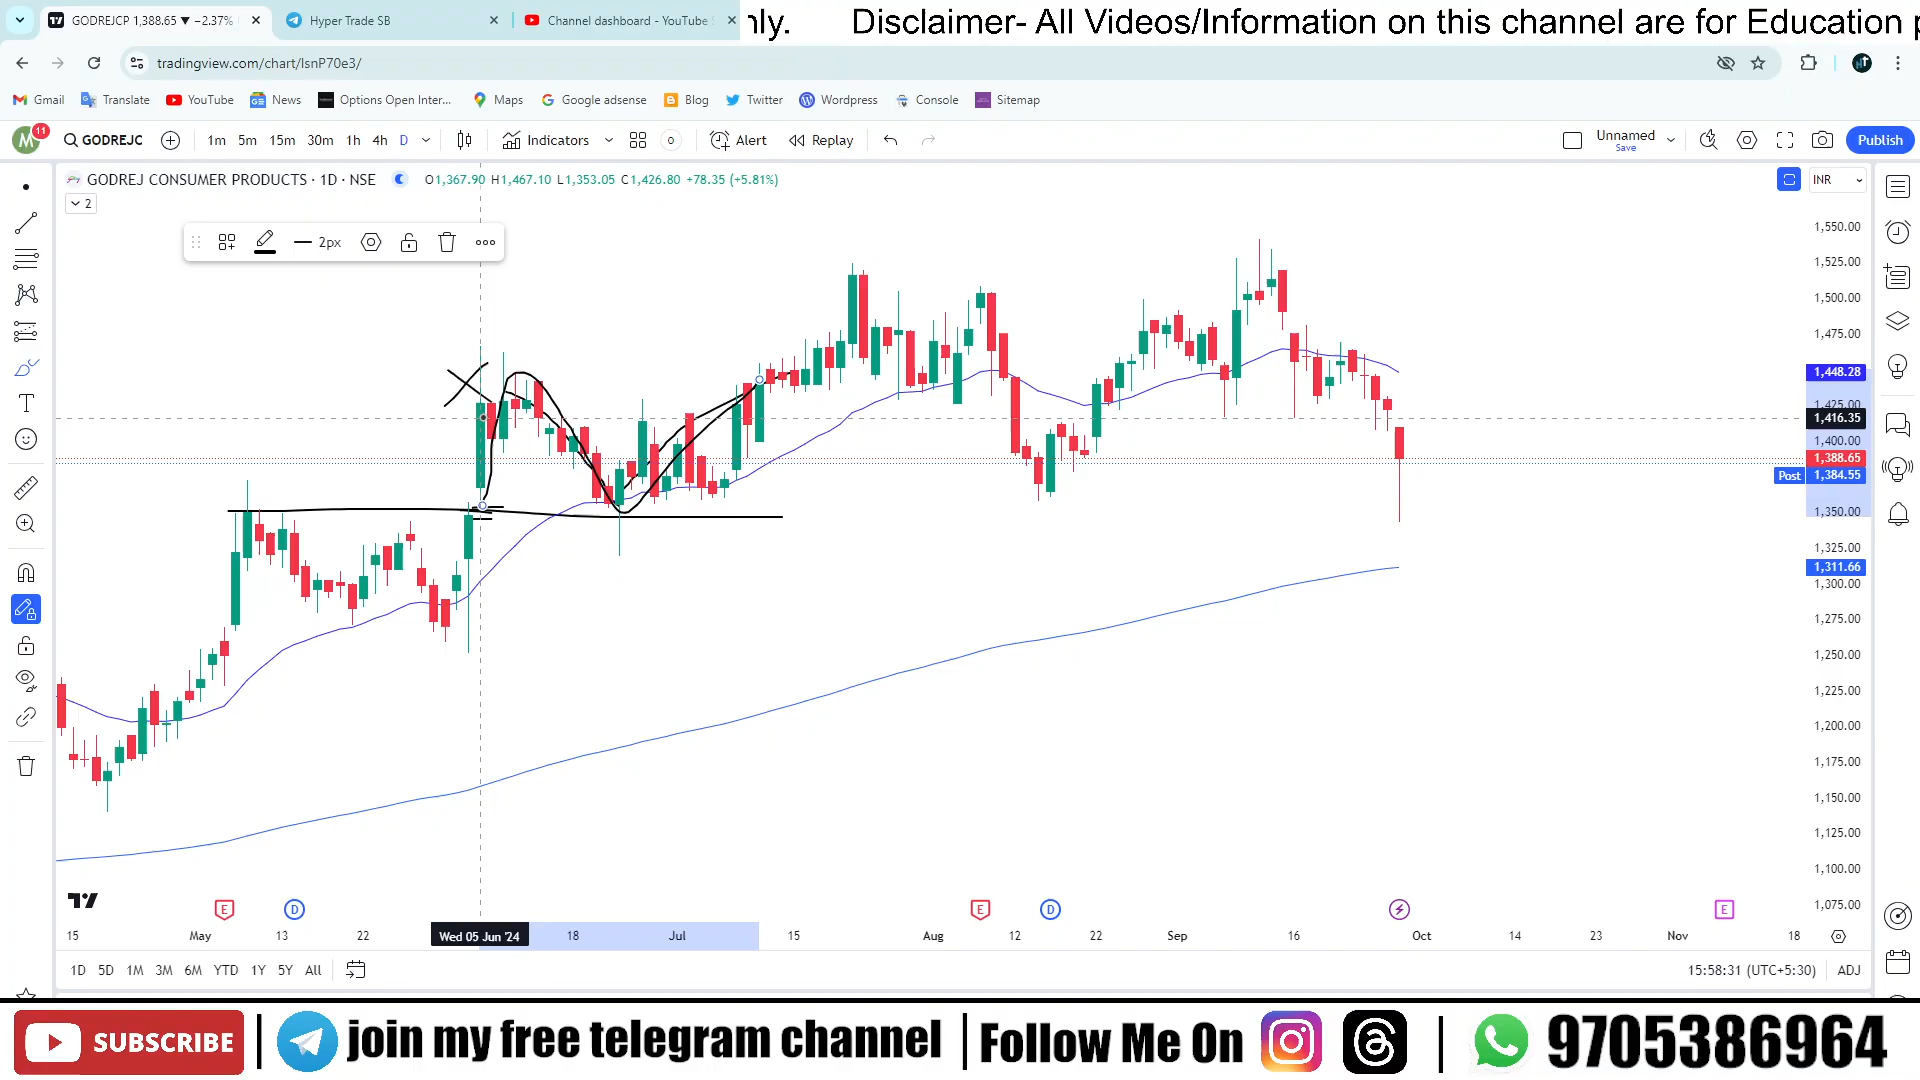 GODREJCP 1,388.65 ▼ −2.37%
Hyper Trade SB
Channel dashboard - YouTube S
nly. Disclaimer- All Videos/Information on this channel are for Education p
tradingview.com/chart/IsnP70e3/
Gmail Translate YouTube News Options Open Inter... Maps Google adsense Blog Twitter Wordpress Console Sitemap
M 11 GODREJC 1m 5m 15m 30m 1h 4h D Indicators Alert Replay Unnamed Save Publish
GODREJ CONSUMER PRODUCTS · 1D · NSE O1,367.90 H1,467.10 L1,353.05 C1,426.80 +78.35 (+5.81%) INR
2
2px
1,550.00
1,525.00
1,500.00
1,475.00
1,448.28
1,425.00
1,416.35
1,400.00
1,388.65
Post 1,384.55
1,350.00
1,325.00
1,311.66
1,300.00
1,275.00
1,250.00
1,225.00
1,200.00
1,175.00
1,150.00
1,125.00
1,100.00
1,075.00
E D E D E
15 May 13 22 Wed 05 Jun '24 18 Jul 15 Aug 12 22 Sep 16 Oct 14 23 Nov 18
1D 5D 1M 3M 6M YTD 1Y 5Y All 15:58:31 (UTC+5:30) ADJ
SUBSCRIBE | join my free telegram channel | Follow Me On | 9705386964